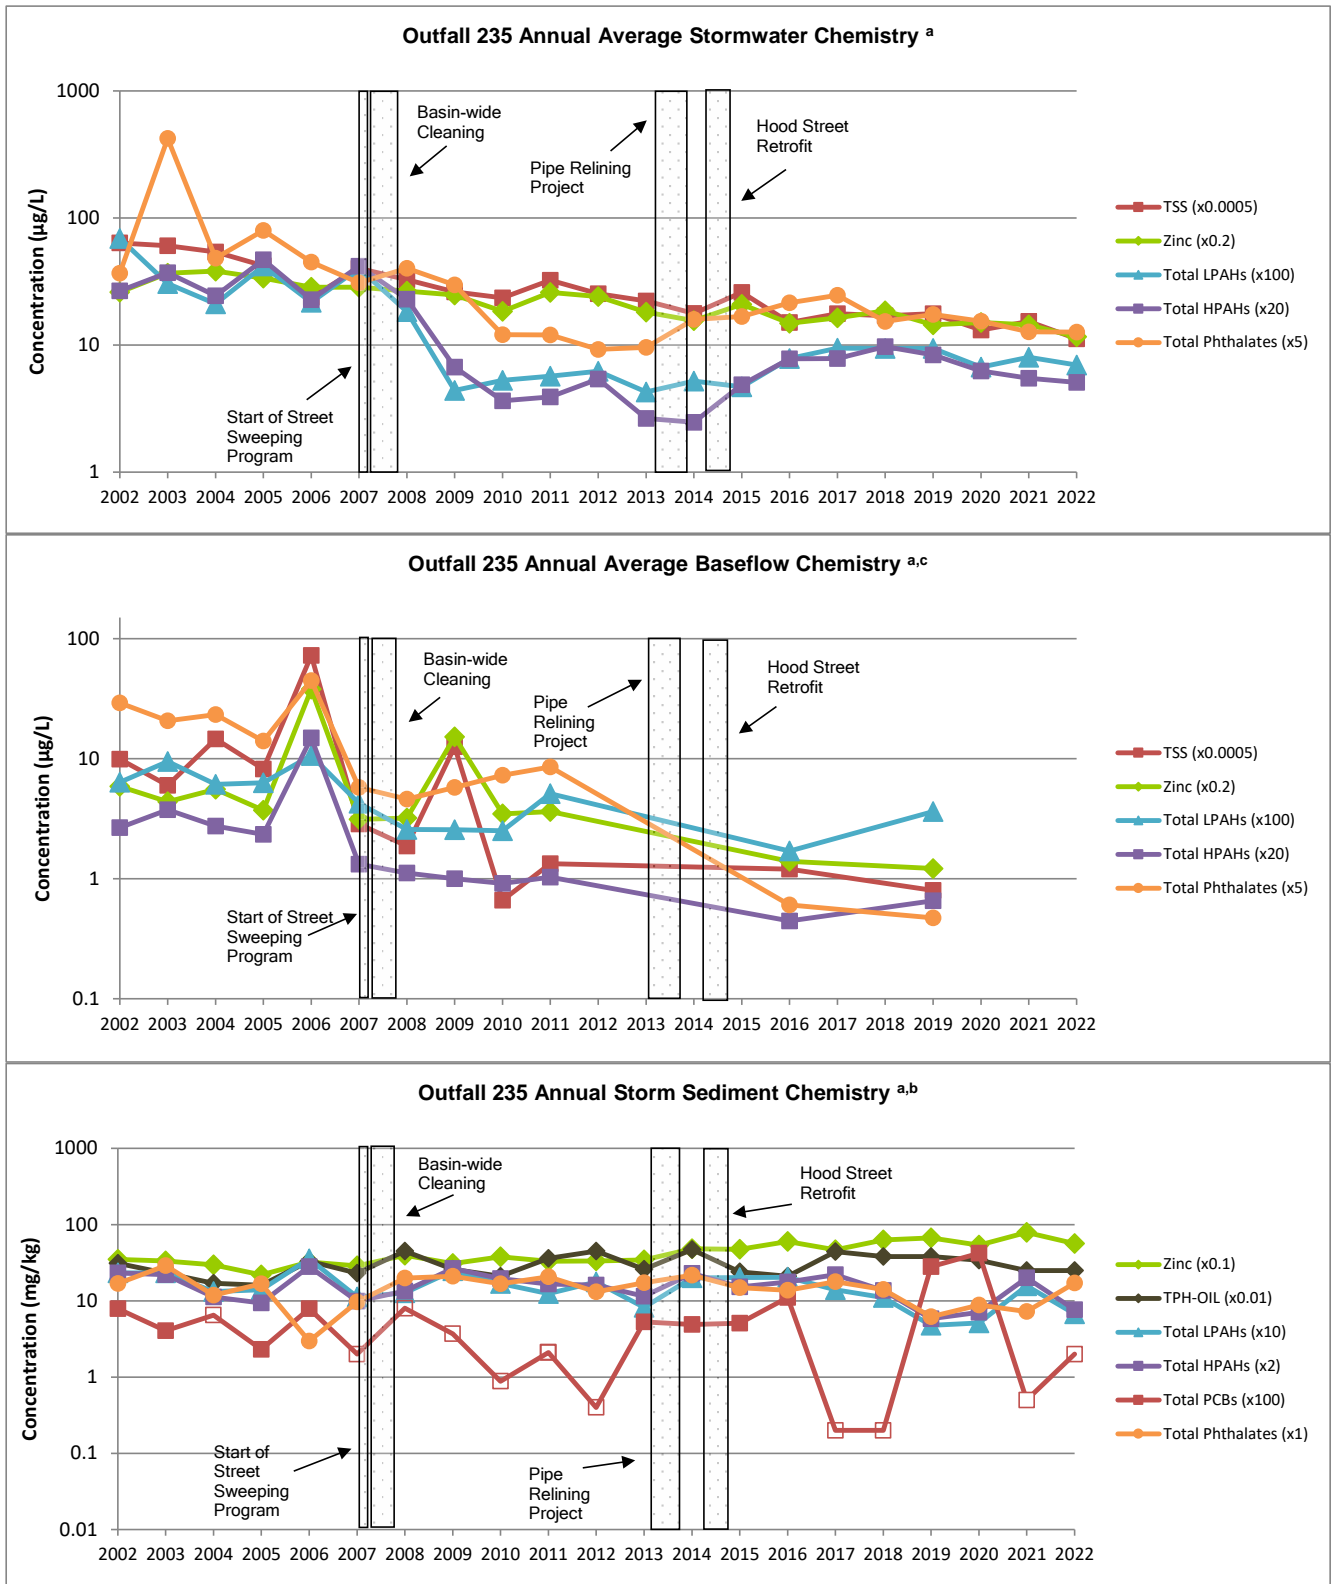 Outfall 235 Annual Average Stormwater Chemistry a
Concentration (µg/L)
1000
100
10
1
Basin-wide
Cleaning
Pipe Relining
Project
Hood Street
Retrofit
Start of Street
Sweeping
Program
TSS (x0.0005)
Zinc (x0.2)
Total LPAHs (x100)
Total HPAHs (x20)
Total Phthalates (x5)
2002 2003 2004 2005 2006 2007 2008 2009 2010 2011 2012 2013 2014 2015 2016 2017 2018 2019 2020 2021 2022
Outfall 235 Annual Average Baseflow Chemistry a,c
Concentration (µg/L)
100
10
1
0.1
Basin-wide
Cleaning
Pipe
Relining
Project
Hood Street
Retrofit
Start of Street
Sweeping
Program
TSS (x0.0005)
Zinc (x0.2)
Total LPAHs (x100)
Total HPAHs (x20)
Total Phthalates (x5)
2002 2003 2004 2005 2006 2007 2008 2009 2010 2011 2012 2013 2014 2015 2016 2017 2018 2019 2020 2021 2022
Outfall 235 Annual Storm Sediment Chemistry a,b
Concentration (mg/kg)
1000
100
10
1
0.1
0.01
Basin-wide
Cleaning
Hood Street
Retrofit
Start of
Street
Sweeping
Program
Pipe
Relining
Project
Zinc (x0.1)
TPH-OIL (x0.01)
Total LPAHs (x10)
Total HPAHs (x2)
Total PCBs (x100)
Total Phthalates (x1)
2002 2003 2004 2005 2006 2007 2008 2009 2010 2011 2012 2013 2014 2015 2016 2017 2018 2019 2020 2021 2022